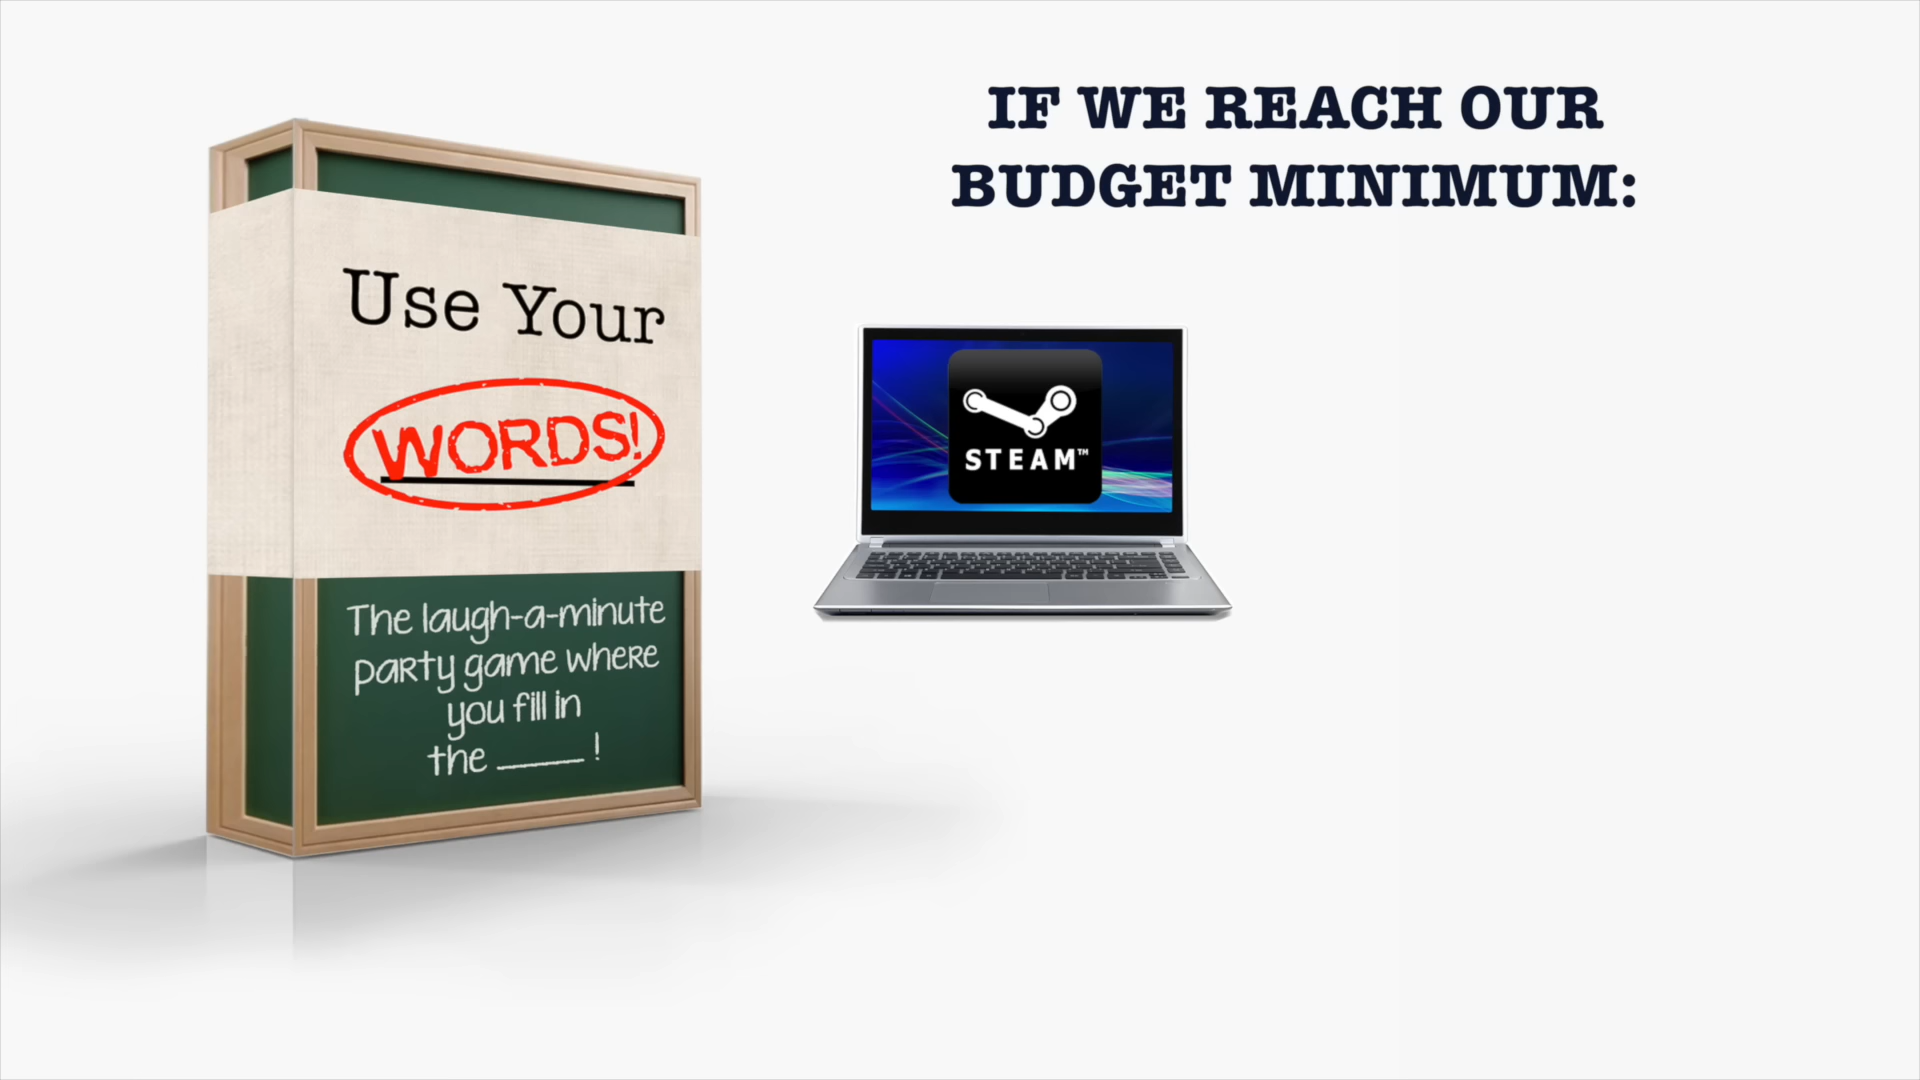 IF WE REACH OUR
BUDGET MINIMUM:
Use Your
WORDS!
The laugh-a-minute
party game where
you fill in
the _____ !
STEAM™